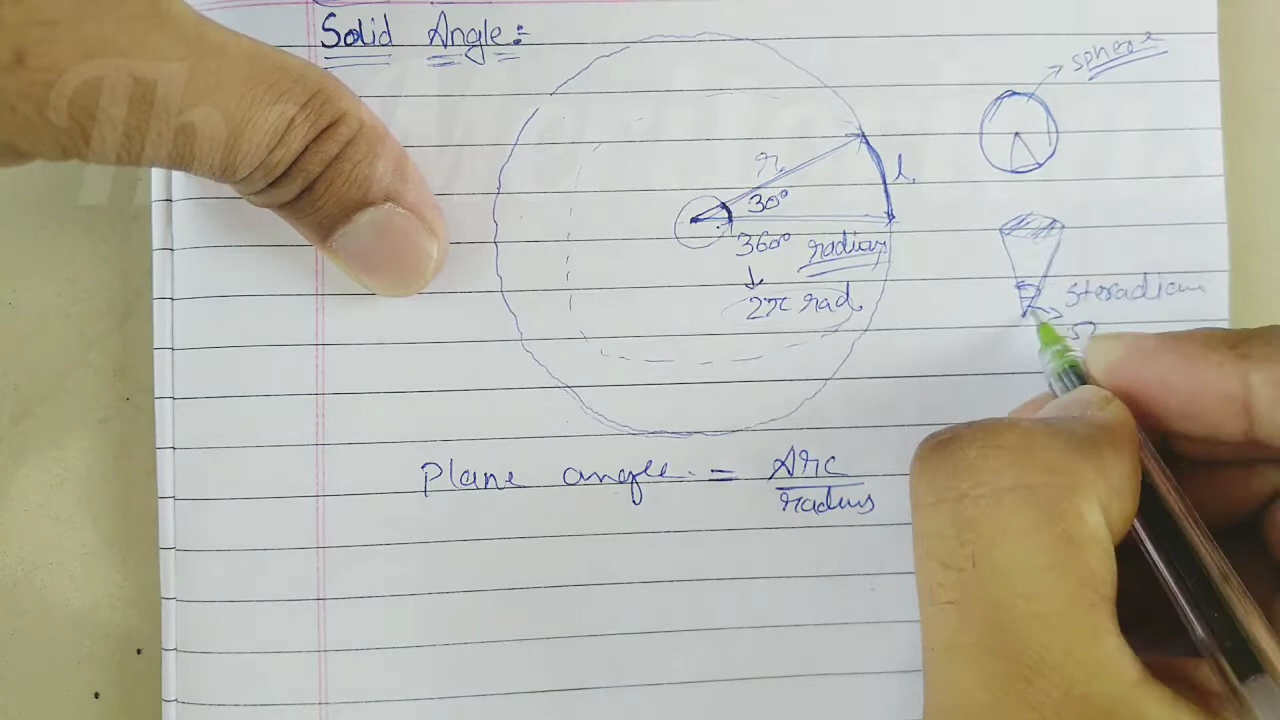 Solid Angle:
sphere
r
l
30°
360° radian
2π rad.
steradian
Ω
Plane angle = Arc
radius